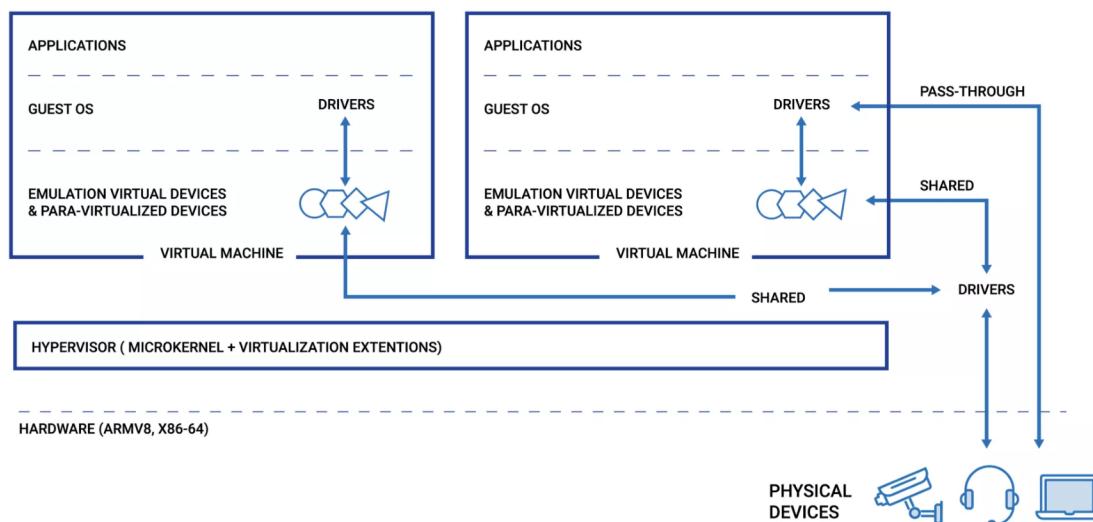 APPLICATIONS
GUEST OS
DRIVERS
EMULATION VIRTUAL DEVICES
& PARA-VIRTUALIZED DEVICES
VIRTUAL MACHINE
APPLICATIONS
GUEST OS
DRIVERS
EMULATION VIRTUAL DEVICES
& PARA-VIRTUALIZED DEVICES
VIRTUAL MACHINE
PASS-THROUGH
SHARED
SHARED
DRIVERS
HYPERVISOR ( MICROKERNEL + VIRTUALIZATION EXTENTIONS)
HARDWARE (ARMV8, X86-64)
PHYSICAL
DEVICES